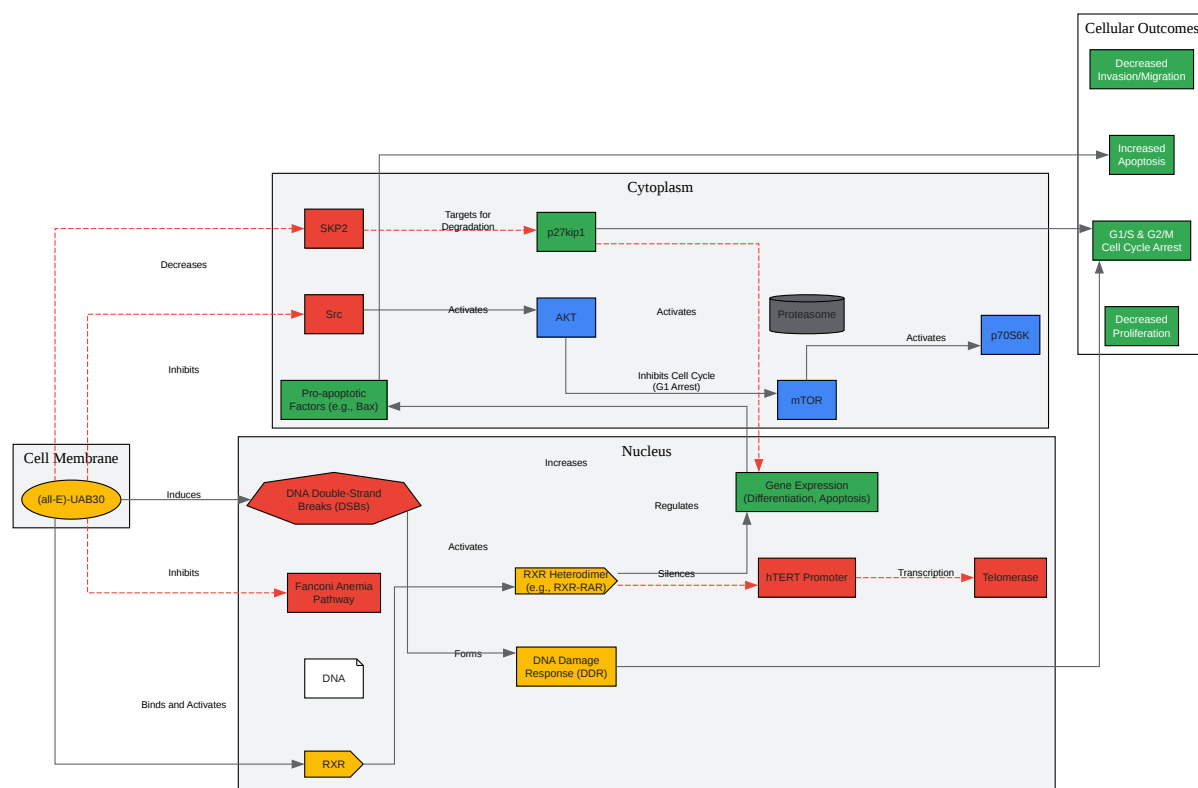 Cellular Outcomes
Decreased
Invasion/Migration
Increased
Apoptosis
G1/S & G2/M
Cell Cycle Arrest
Decreased
Proliferation
Cytoplasm
SKP2
Targets for
Degradation
p27kip1
Decreases
Src
Activates
AKT
Activates
Proteasome
Activates
p70S6K
Inhibits
Inhibits Cell Cycle
(G1 Arrest)
Pro-apoptotic
Factors (e.g., Bax)
mTOR
Cell Membrane
(all-E)-UAB30
Nucleus
Increases
Induces
DNA Double-Strand
Breaks (DSBs)
Gene Expression
(Differentiation, Apoptosis)
Regulates
Activates
Inhibits
Fanconi Anemia
Pathway
RXR Heterodimer
(e.g., RXR-RAR)
Silences
hTERT Promoter
Transcription
Telomerase
Forms
DNA Damage
Response (DDR)
DNA
Binds and Activates
RXR